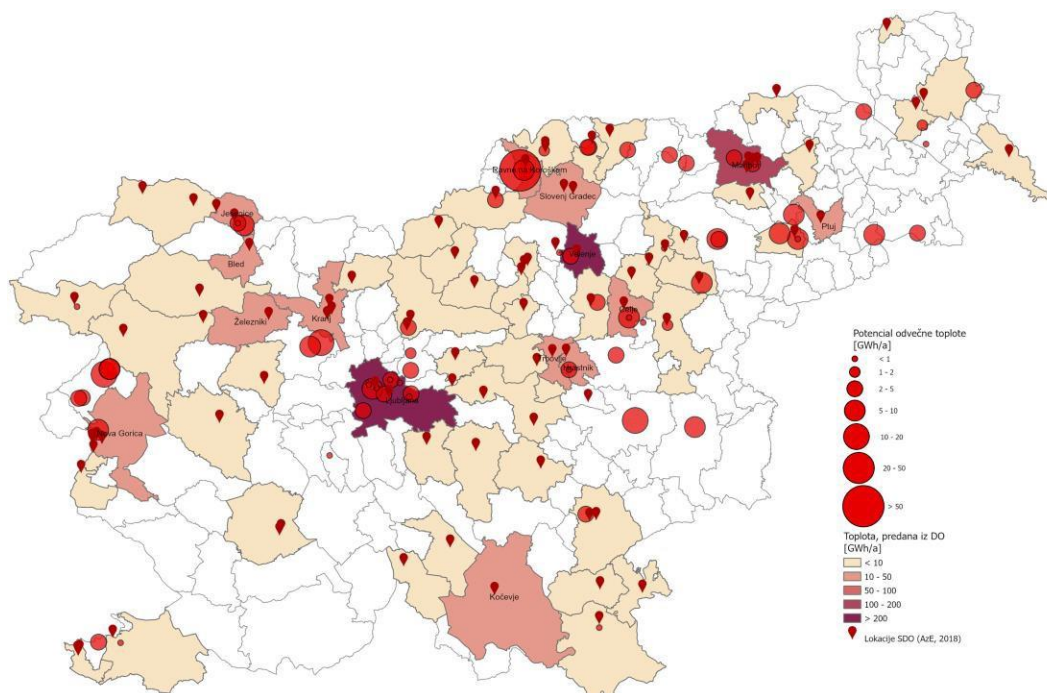 Maribor
Ravne na Koroškem
Slovenj Gradec
Jesenice
Ptuj
Velenje
Bled
Železniki
Kranj
Celje
Trbovlje
Hrastnik
Ljubljana
Nova Gorica
Kočevje
Potencial odvečne toplote
[GWh/a]
< 1
1 - 2
2 - 5
5 - 10
10 - 20
20 - 50
> 50
Toplota, predana iz DO
[GWh/a]
< 10
10 - 50
50 - 100
100 - 200
> 200
Lokacije SDO (AzE, 2018)